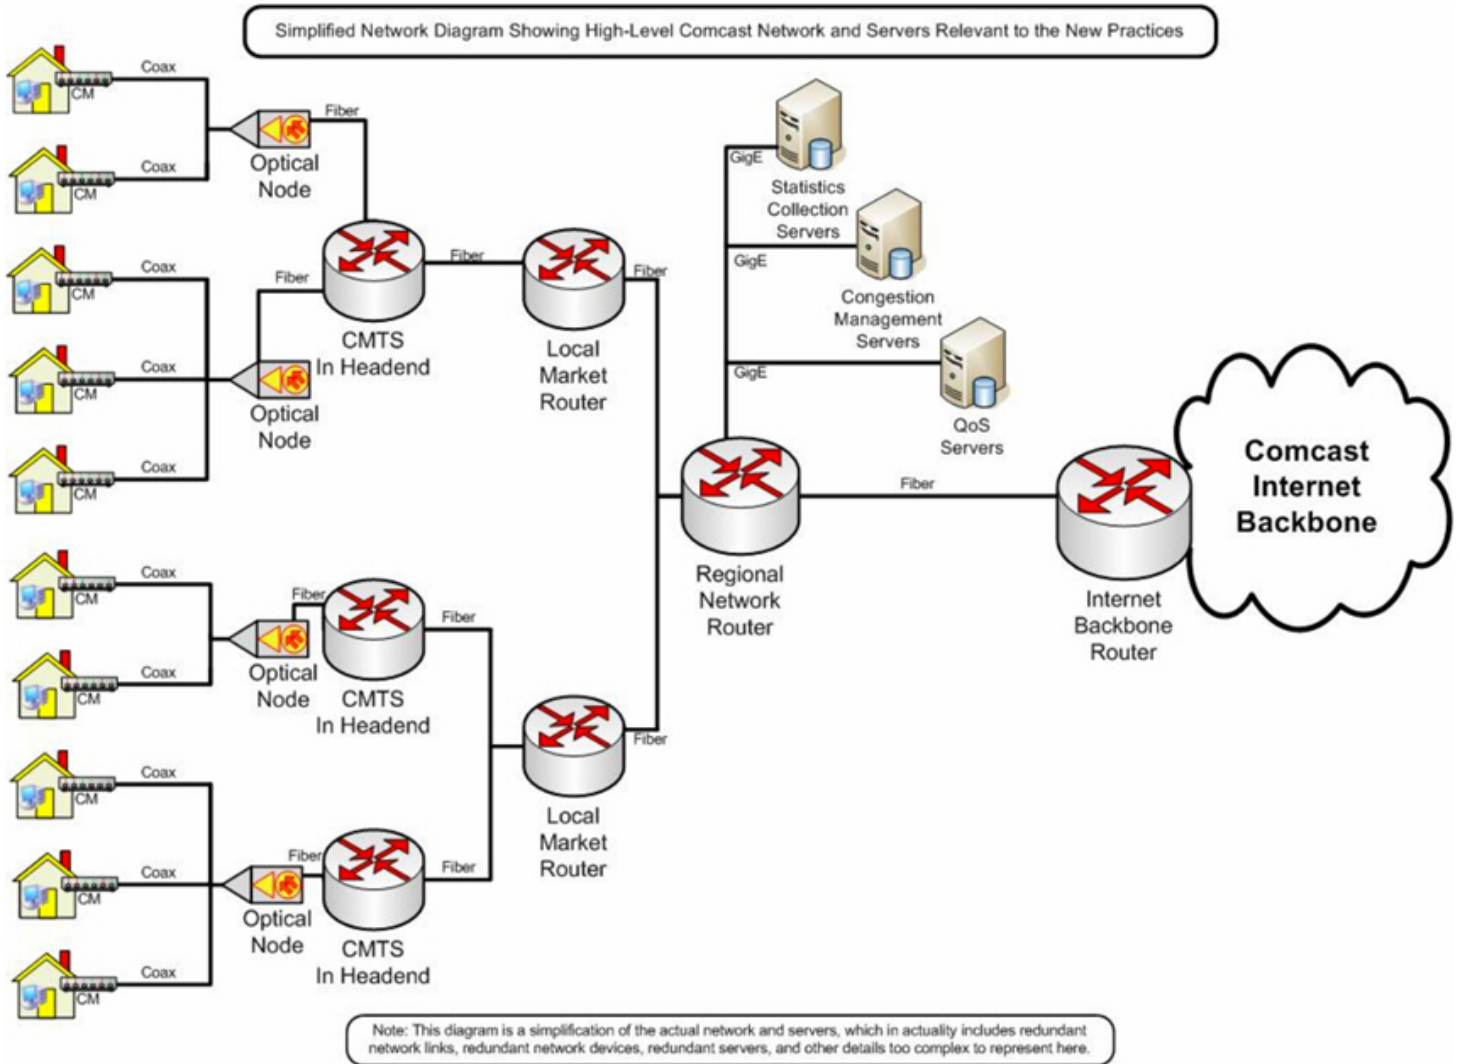 Simplified Network Diagram Showing High-Level Comcast Network and Servers Relevant to the New Practices
Coax
CM
Coax
CM
Fiber
Optical
Node
Coax
CM
Coax
CM
Coax
CM
Fiber
Optical
Node
CMTS
In Headend
Fiber
Local
Market
Router
Fiber
GigE
Statistics
Collection
Servers
GigE
Congestion
Management
Servers
GigE
QoS
Servers
Regional
Network
Router
Fiber
Internet
Backbone
Router
Comcast
Internet
Backbone
Coax
CM
Coax
CM
Fiber
Optical
Node
CMTS
In Headend
Fiber
Coax
CM
Coax
CM
Coax
CM
Fiber
Optical
Node
CMTS
In Headend
Fiber
Local
Market
Router
Fiber
Note: This diagram is a simplification of the actual network and servers, which in actuality includes redundant
network links, redundant network devices, redundant servers, and other details too complex to represent here.